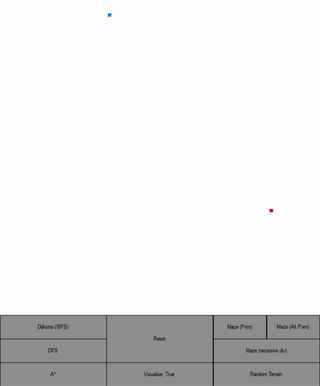 Dijkstra (/BFS)
Reset
Maze (Prim)
Maze (Alt Prim)
DFS
Maze (recursive div)
A*
Visualise: True
Random Terrain